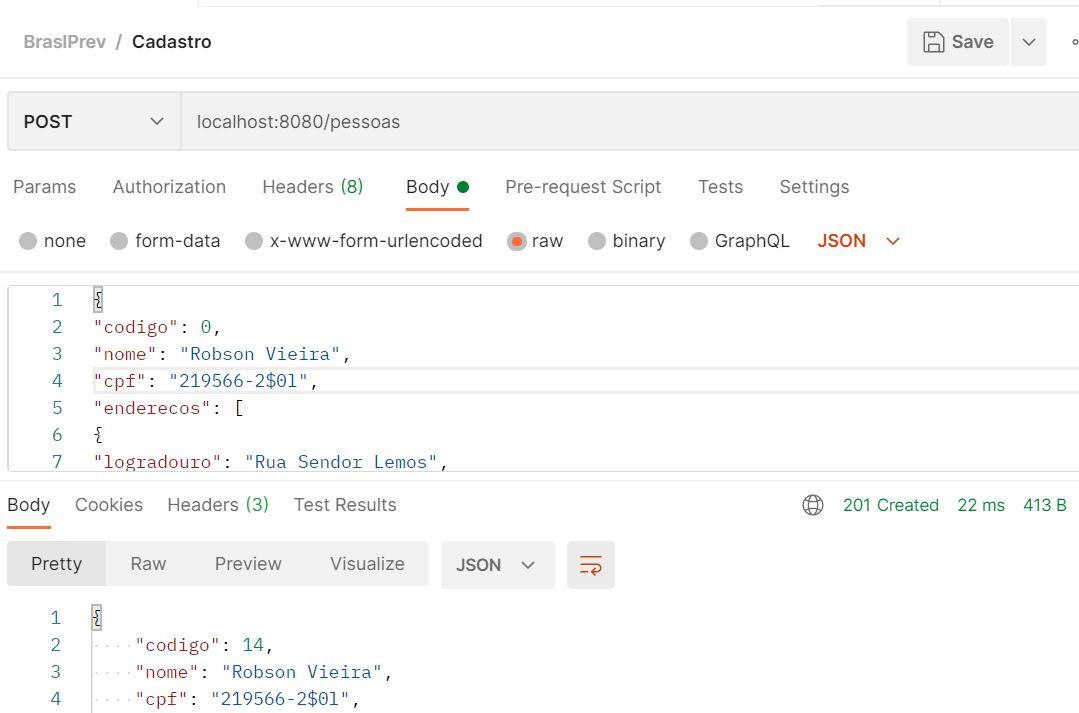 BraslPrev / Cadastro Save
POST localhost:8080/pessoas
Params Authorization Headers (8) Body Pre-request Script Tests Settings
none form-data x-www-form-urlencoded raw binary GraphQL JSON
1 {
2 "codigo": 0,
3 "nome": "Robson Vieira",
4 "cpf": "219566-2$0l",
5 "enderecos": [
6 {
7 "logradouro": "Rua Sendor Lemos",
Body Cookies Headers (3) Test Results 201 Created 22 ms 413 B
Pretty Raw Preview Visualize JSON
1 {
2 "codigo": 14,
3 "nome": "Robson Vieira",
4 "cpf": "219566-2$0l",